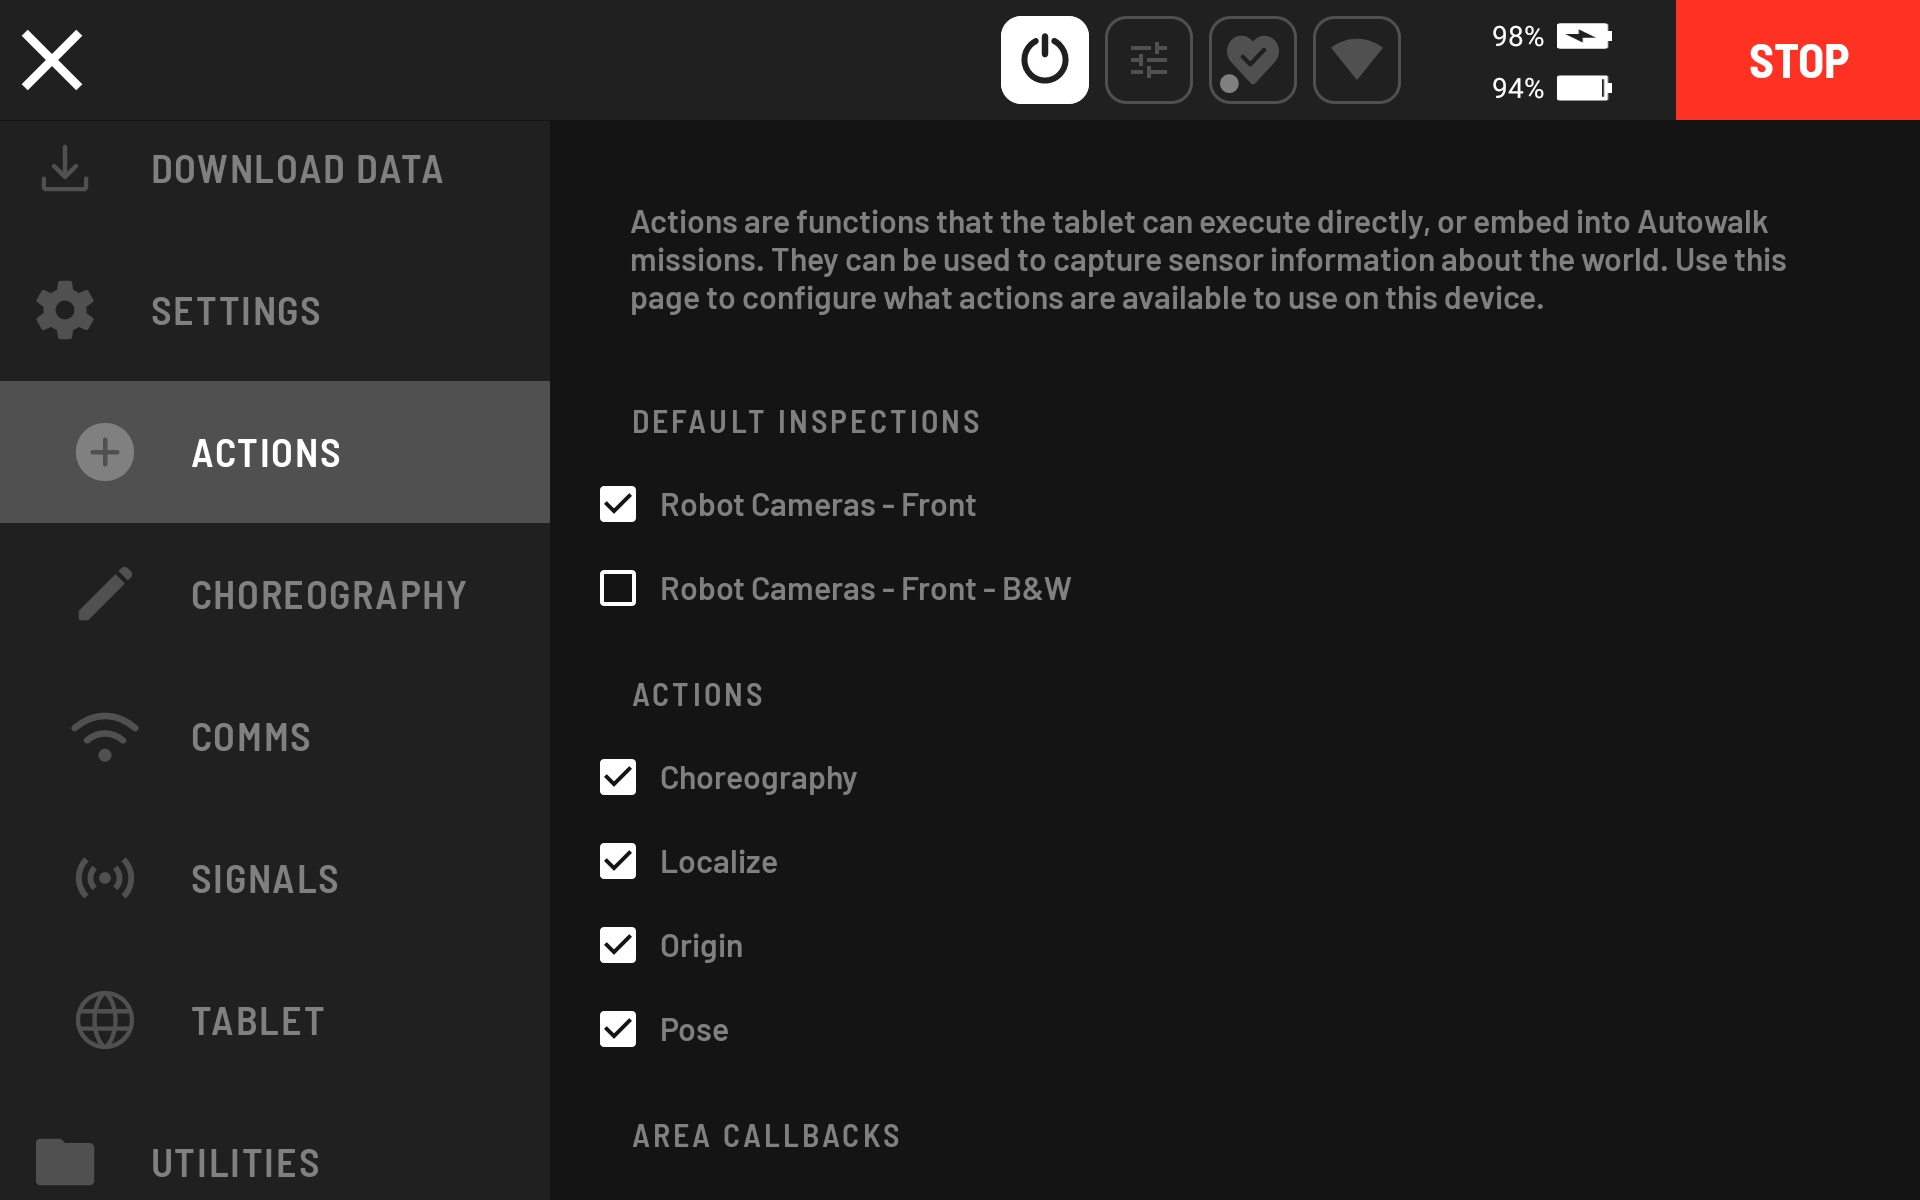 98%
94%
STOP
DOWNLOAD DATA
SETTINGS
ACTIONS
CHOREOGRAPHY
COMMS
SIGNALS
TABLET
UTILITIES
Actions are functions that the tablet can execute directly, or embed into Autowalk
missions. They can be used to capture sensor information about the world. Use this
page to configure what actions are available to use on this device.
DEFAULT INSPECTIONS
Robot Cameras - Front
Robot Cameras - Front - B&W
ACTIONS
Choreography
Localize
Origin
Pose
AREA CALLBACKS